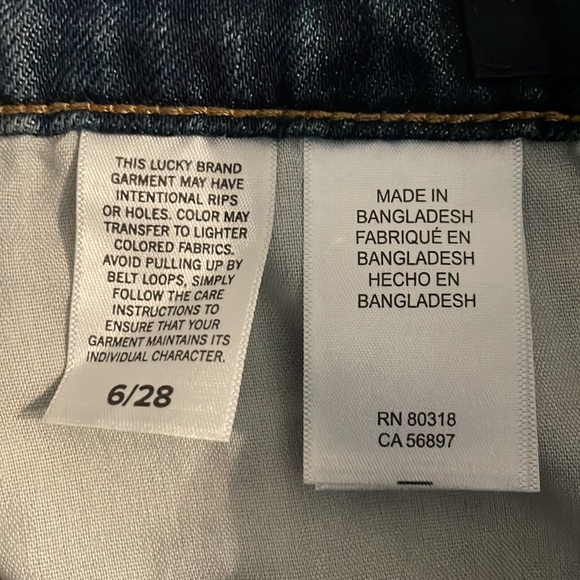 THIS LUCKY BRAND
GARMENT MAY HAVE
INTENTIONAL RIPS
OR HOLES. COLOR MAY
TRANSFER TO LIGHTER
COLORED FABRICS.
AVOID PULLING UP BY
BELT LOOPS, SIMPLY
FOLLOW THE CARE
INSTRUCTIONS TO
ENSURE THAT YOUR
GARMENT MAINTAINS ITS
INDIVIDUAL CHARACTER.
6/28
MADE IN
BANGLADESH
FABRIQUÉ EN
BANGLADESH
HECHO EN
BANGLADESH
RN 80318
CA 56897